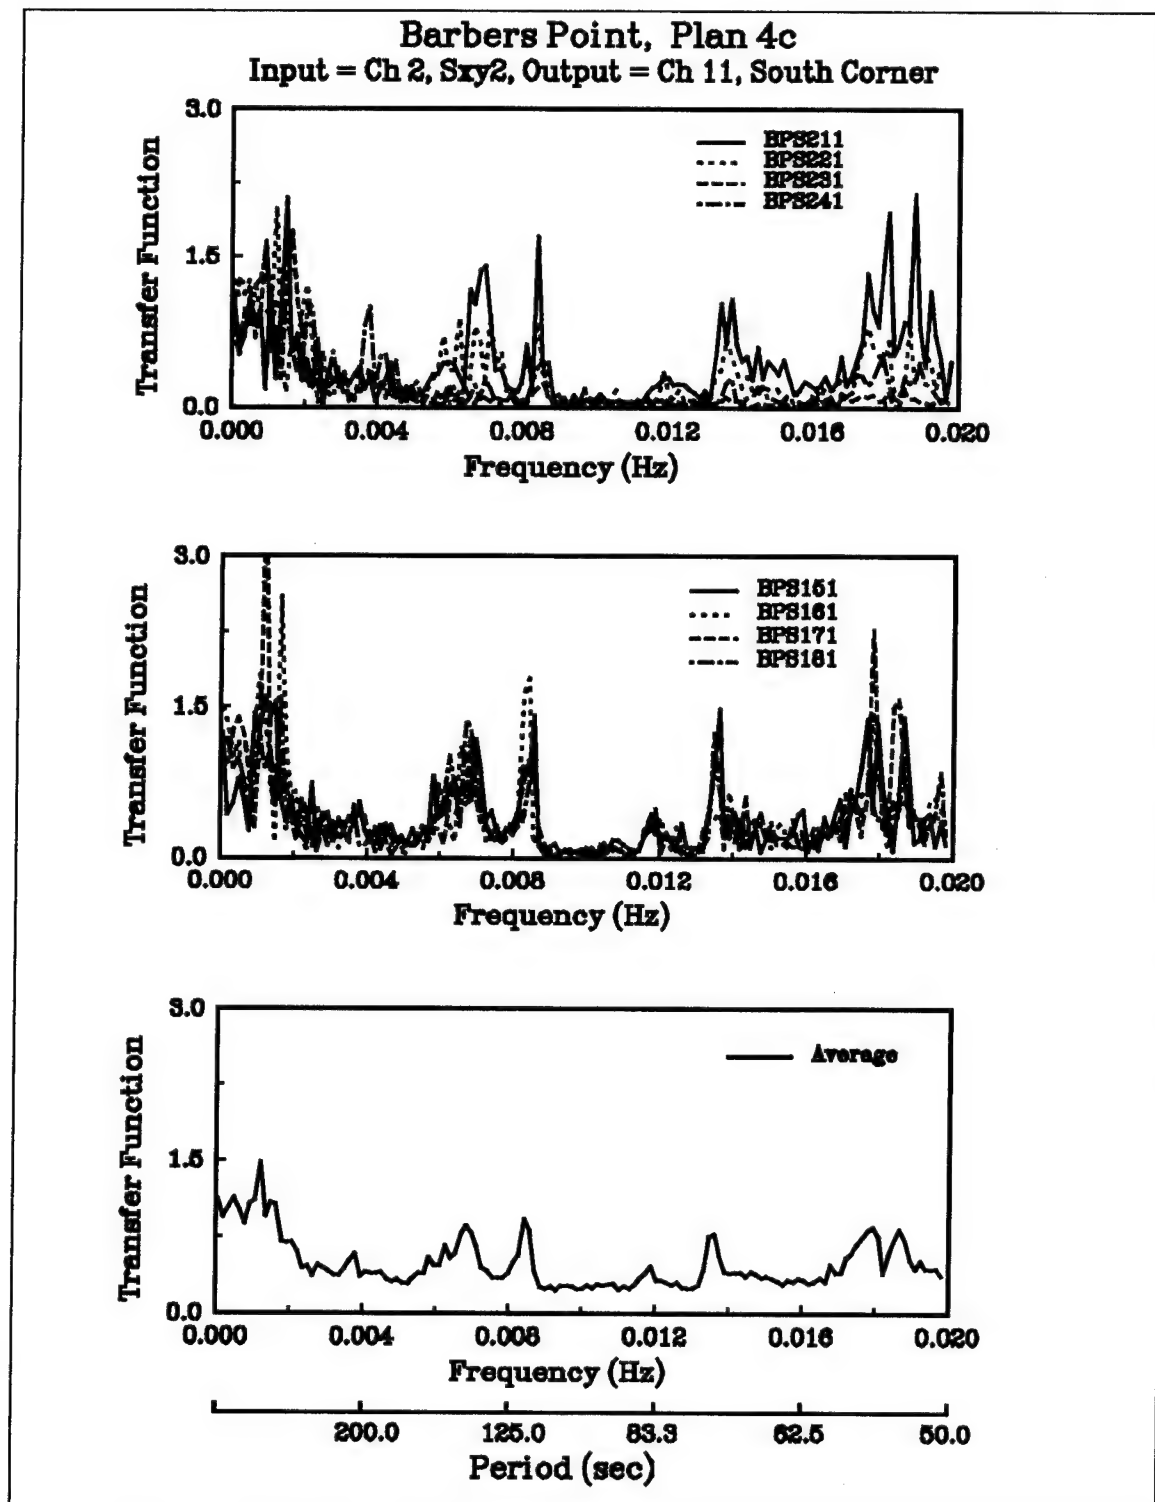 Barbers Point, Plan 4c
Input = Ch 2, Sxy2, Output = Ch 11, South Corner
3.0
1.5
0.0
Transfer Function
BPS211
BPS221
BPS231
BPS241
0.000 0.004 0.008 0.012 0.016 0.020
Frequency (Hz)
3.0
1.5
0.0
Transfer Function
BPS151
BPS161
BPS171
BPS181
0.000 0.004 0.008 0.012 0.016 0.020
Frequency (Hz)
3.0
1.5
0.0
Transfer Function
Average
0.000 0.004 0.008 0.012 0.016 0.020
Frequency (Hz)
200.0 125.0 83.3 62.5 50.0
Period (sec)